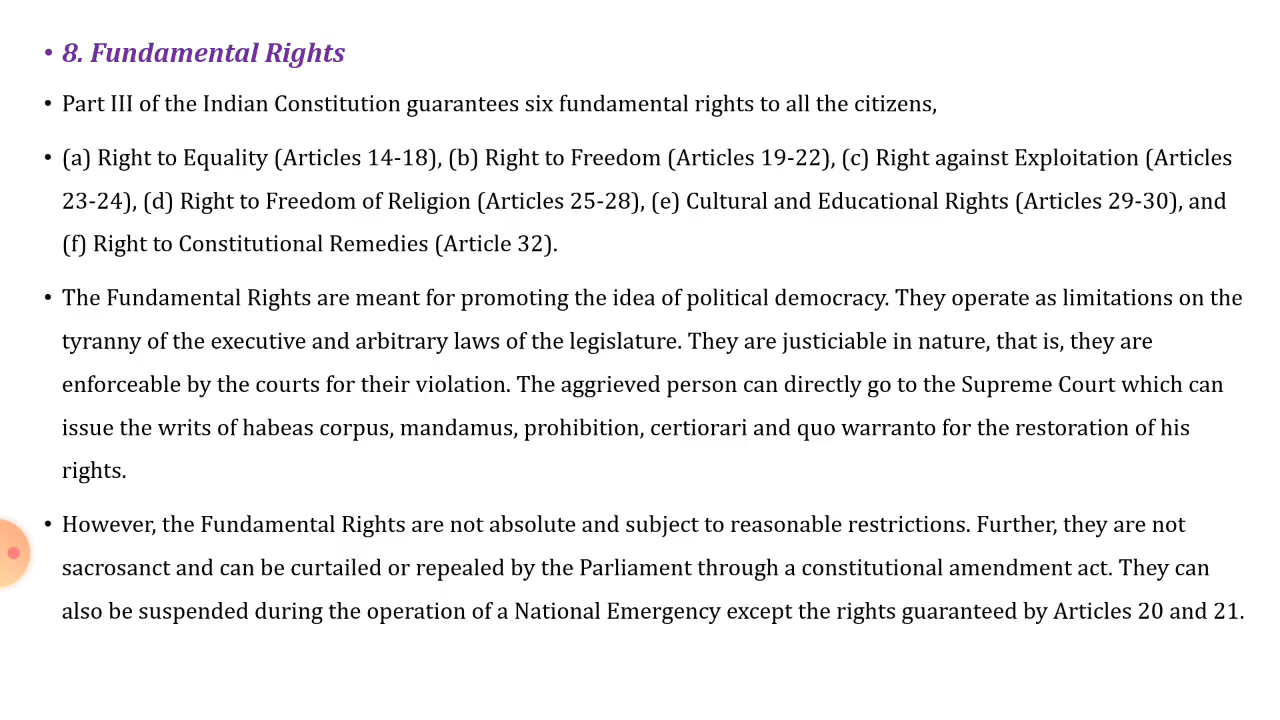 • 8. Fundamental Rights
• Part III of the Indian Constitution guarantees six fundamental rights to all the citizens,
• (a) Right to Equality (Articles 14-18), (b) Right to Freedom (Articles 19-22), (c) Right against Exploitation (Articles
23-24), (d) Right to Freedom of Religion (Articles 25-28), (e) Cultural and Educational Rights (Articles 29-30), and
(f) Right to Constitutional Remedies (Article 32).
• The Fundamental Rights are meant for promoting the idea of political democracy. They operate as limitations on the
tyranny of the executive and arbitrary laws of the legislature. They are justiciable in nature, that is, they are
enforceable by the courts for their violation. The aggrieved person can directly go to the Supreme Court which can
issue the writs of habeas corpus, mandamus, prohibition, certiorari and quo warranto for the restoration of his
rights.
• However, the Fundamental Rights are not absolute and subject to reasonable restrictions. Further, they are not
sacrosanct and can be curtailed or repealed by the Parliament through a constitutional amendment act. They can
also be suspended during the operation of a National Emergency except the rights guaranteed by Articles 20 and 21.